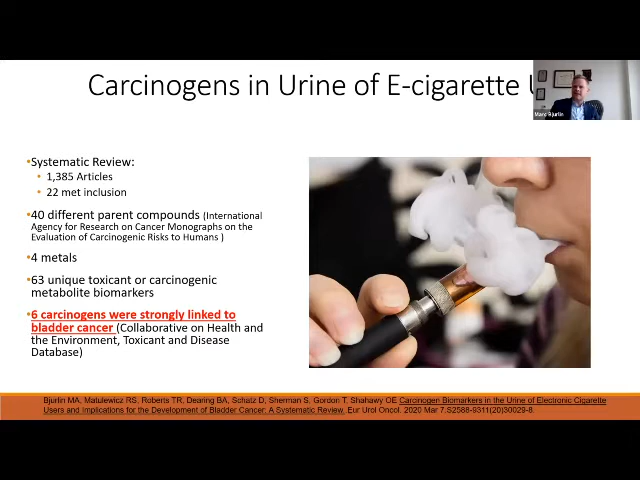 Carcinogens in Urine of E-cigarette
Marc Bjurlin
•Systematic Review:
• 1,385 Articles
• 22 met inclusion
•40 different parent compounds (International
Agency for Research on Cancer Monographs on the
Evaluation of Carcinogenic Risks to Humans )
•4 metals
•63 unique toxicant or carcinogenic
metabolite biomarkers
•6 carcinogens were strongly linked to
bladder cancer (Collaborative on Health and
the Environment, Toxicant and Disease
Database)
Bjurlin MA, Matulewicz RS, Roberts TR, Dearing BA, Schatz D, Sherman S, Gordon T, Shahawy OE Carcinogen Biomarkers in the Urine of Electronic Cigarette
Users and Implications for the Development of Bladder Cancer: A Systematic Review. Eur Urol Oncol. 2020 Mar 7:S2588-9311(20)30029-8.